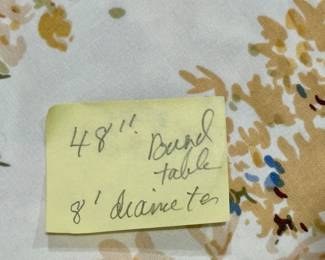 48" Round
table
8' diameter